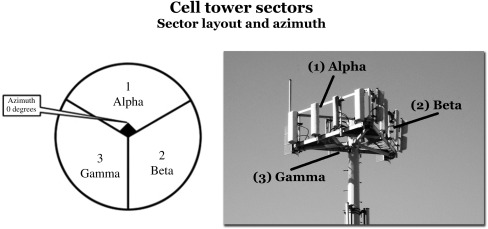 Cell tower sectors
Sector layout and azimuth
1
Alpha
Azimuth
0 degrees
3
Gamma
2
Beta
(1) Alpha
(2) Beta
(3) Gamma